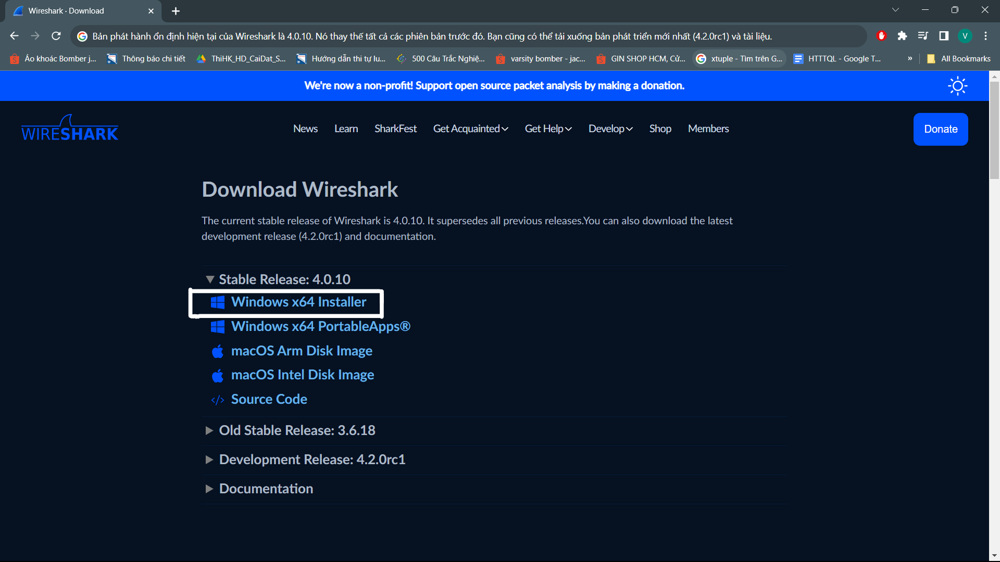 Wireshark · Download
Bản phát hành ổn định hiện tại của Wireshark là 4.0.10. Nó thay thế tất cả các phiên bản trước đó. Bạn cũng có thể tải xuống bản phát triển mới nhất (4.2.0rc1) và tài liệu.
V
Áo khoác Bomber j...
Thông báo chi tiết
ThiHK_HD_CaiDat_S...
Hướng dẫn thi tự lu...
500 Câu Trắc Nghiệ...
varsity bomber - jac...
GIN SHOP HCM, Cử...
xtuple - Tìm trên G...
HTTTQL - Google T...
»
All Bookmarks
We're now a non-profit! Support open source packet analysis by making a donation.
WIRESHARK
News
Learn
SharkFest
Get Acquainted
Get Help
Develop
Shop
Members
Donate
Download Wireshark
The current stable release of Wireshark is 4.0.10. It supersedes all previous releases.You can also download the latest
development release (4.2.0rc1) and documentation.
Stable Release: 4.0.10
Windows x64 Installer
Windows x64 PortableApps®
macOS Arm Disk Image
macOS Intel Disk Image
</> Source Code
Old Stable Release: 3.6.18
Development Release: 4.2.0rc1
Documentation